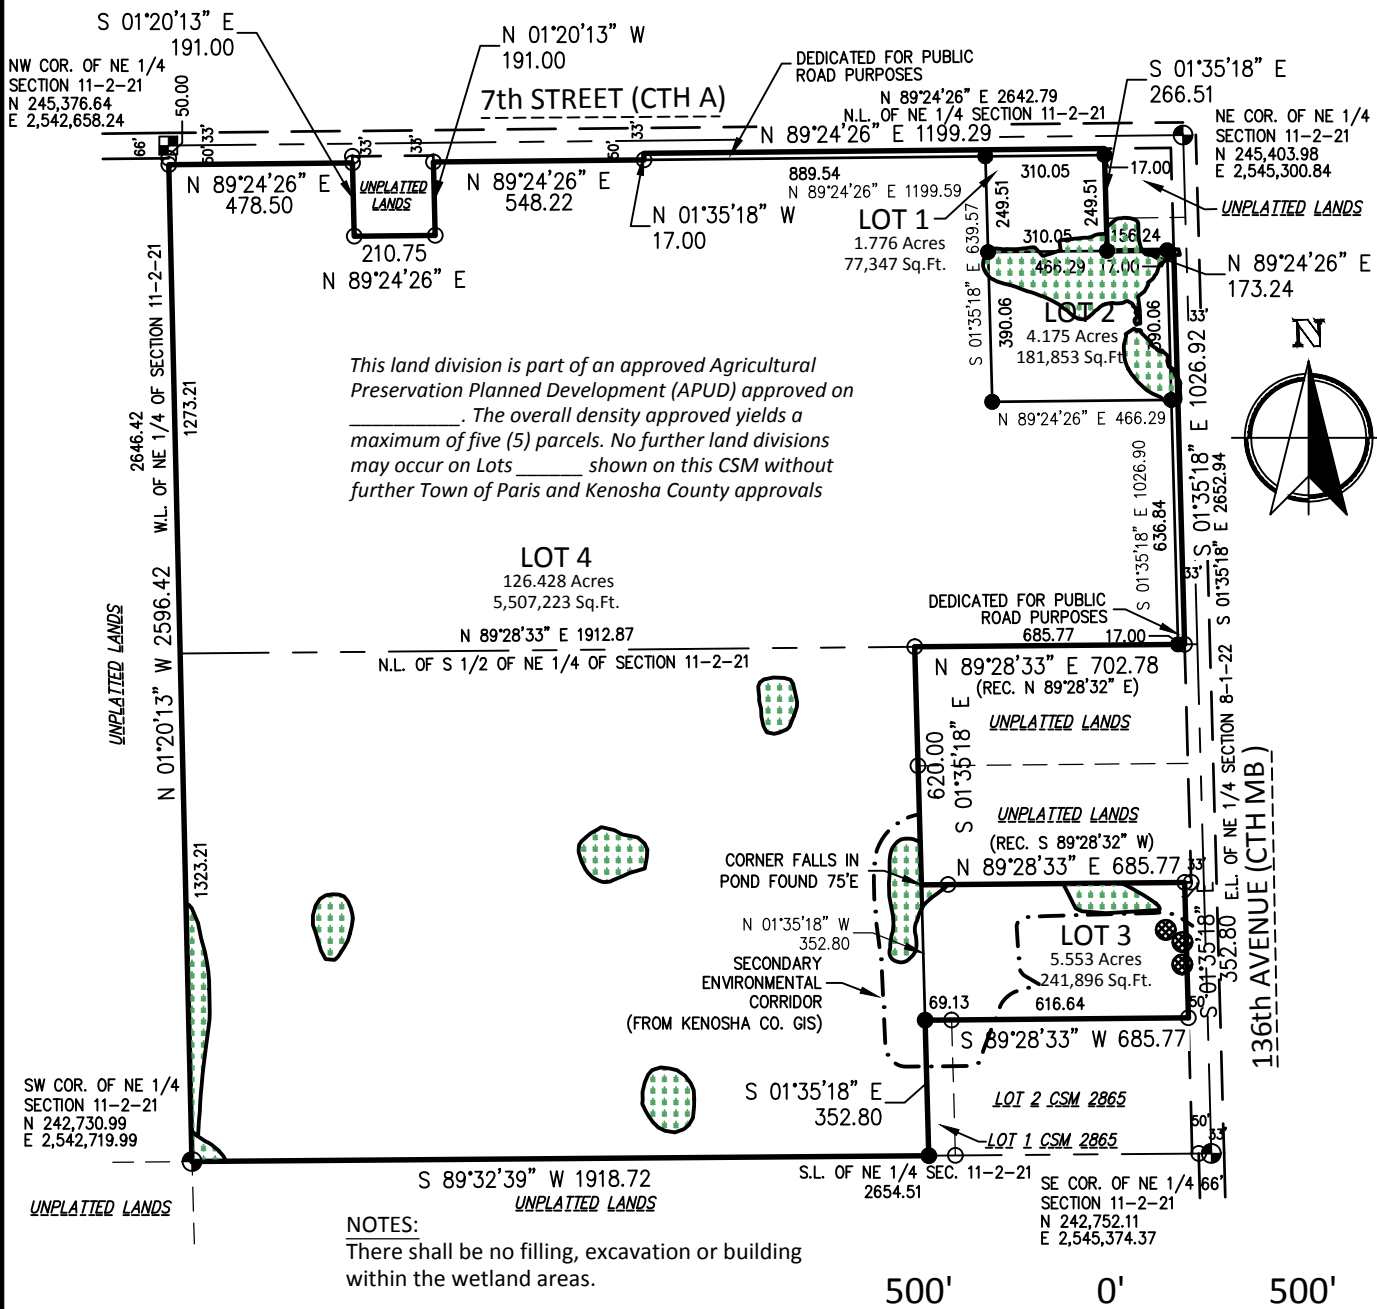 S 01°20'13” E
191.00
N 01°20'13” W
191.00
NW COR. OF NE 1/4
SECTION 11-2-21
N 245,376.64
E 2,542,658.24
50.00
7th STREET (CTH A)
DEDICATED FOR PUBLIC
ROAD PURPOSES
S 01°35'18” E
266.51
N 89°24'26” E 2642.79
N.L. OF NE 1/4 SECTION 11-2-21
N 89°24'26” E 1199.29
NE COR. OF NE 1/4
SECTION 11-2-21
N 245,403.98
E 2,545,300.84
66'
33'
50'
33'
33'
33'
50'
N 89°24'26” E
478.50
UNPLATTED
LANDS
N 89°24'26” E
548.22
889.54
N 89°24'26” E 1199.59
310.05
17.00
UNPLATTED LANDS
N 01°35'18” W
17.00
LOT 1
1.776 Acres
77,347 Sq.Ft.
249.51
249.51
S 01°35'18” E 639.57
310.05
156.24
466.29
17.00
N 89°24'26” E
173.24
210.75
N 89°24'26” E
LOT 2
4.175 Acres
181,853 Sq.Ft.
390.06
390.06
33'
N 89°24'26” E 466.29
This land division is part of an approved Agricultural
Preservation Planned Development (APUD) approved on
___________. The overall density approved yields a
maximum of five (5) parcels. No further land divisions
may occur on Lots ______ shown on this CSM without
further Town of Paris and Kenosha County approvals
N
2646.42
W.L. OF NE 1/4 OF SECTION 11-2-21
1273.21
N 01°20'13” W 2596.42
UNPLATTED LANDS
1323.21
S 01°35'18” E 1026.90
636.84
S 01°35'18” E 1026.92
S 01°35'18” E 2652.94
E.L. OF NE 1/4 SECTION 8-1-22
33'
LOT 4
126.428 Acres
5,507,223 Sq.Ft.
N 89°28'33” E 1912.87
N.L. OF S 1/2 OF NE 1/4 OF SECTION 11-2-21
DEDICATED FOR PUBLIC
ROAD PURPOSES
685.77
17.00
N 89°28'33” E 702.78
(REC. N 89°28'32” E)
UNPLATTED LANDS
620.00
S 01°35'18” E
UNPLATTED LANDS
(REC. S 89°28'32” W)
N 89°28'33” E 685.77
33'
CORNER FALLS IN
POND FOUND 75'E
N 01°35'18” W
352.80
LOT 3
5.553 Acres
241,896 Sq.Ft.
S 01°35'18” E
352.80
136th AVENUE (CTH MB )
SECONDARY
ENVIRONMENTAL
CORRIDOR
(FROM KENOSHA CO. GIS)
69.13
616.64
50'
S 89°28'33” W 685.77
S 01°35'18” E
352.80
LOT 2 CSM 2865
LOT 1 CSM 2865
50'
33'
SW COR. OF NE 1/4
SECTION 11-2-21
N 242,730.99
E 2,542,719.99
UNPLATTED LANDS
S 89°32'39” W 1918.72
UNPLATTED LANDS
S.L. OF NE 1/4 SEC. 11-2-21
2654.51
SE COR. OF NE 1/4
SECTION 11-2-21
N 242,752.11
E 2,545,374.37
66'
NOTES:
There shall be no filling, excavation or building
within the wetland areas.
500'
0'
500'